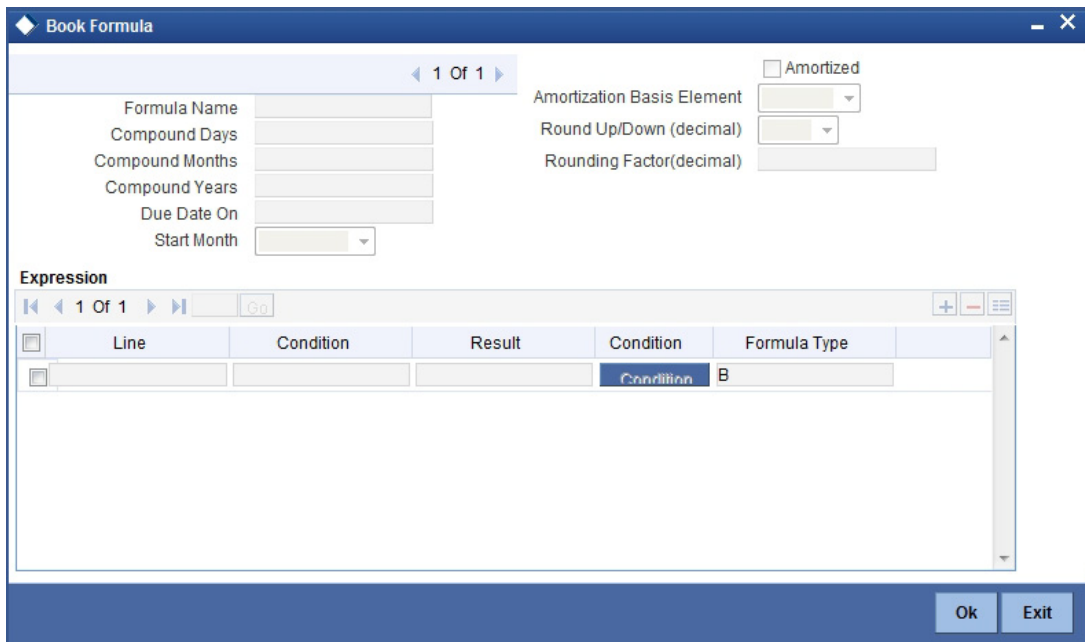 Book Formula
1 Of 1
Formula Name
Compound Days
Compound Months
Compound Years
Due Date On
Start Month
Amortized
Amortization Basis Element
Round Up/Down (decimal)
Rounding Factor(decimal)
Expression
1 Of 1 Go
Line Condition Result Condition Formula Type
Condition B
Ok Exit